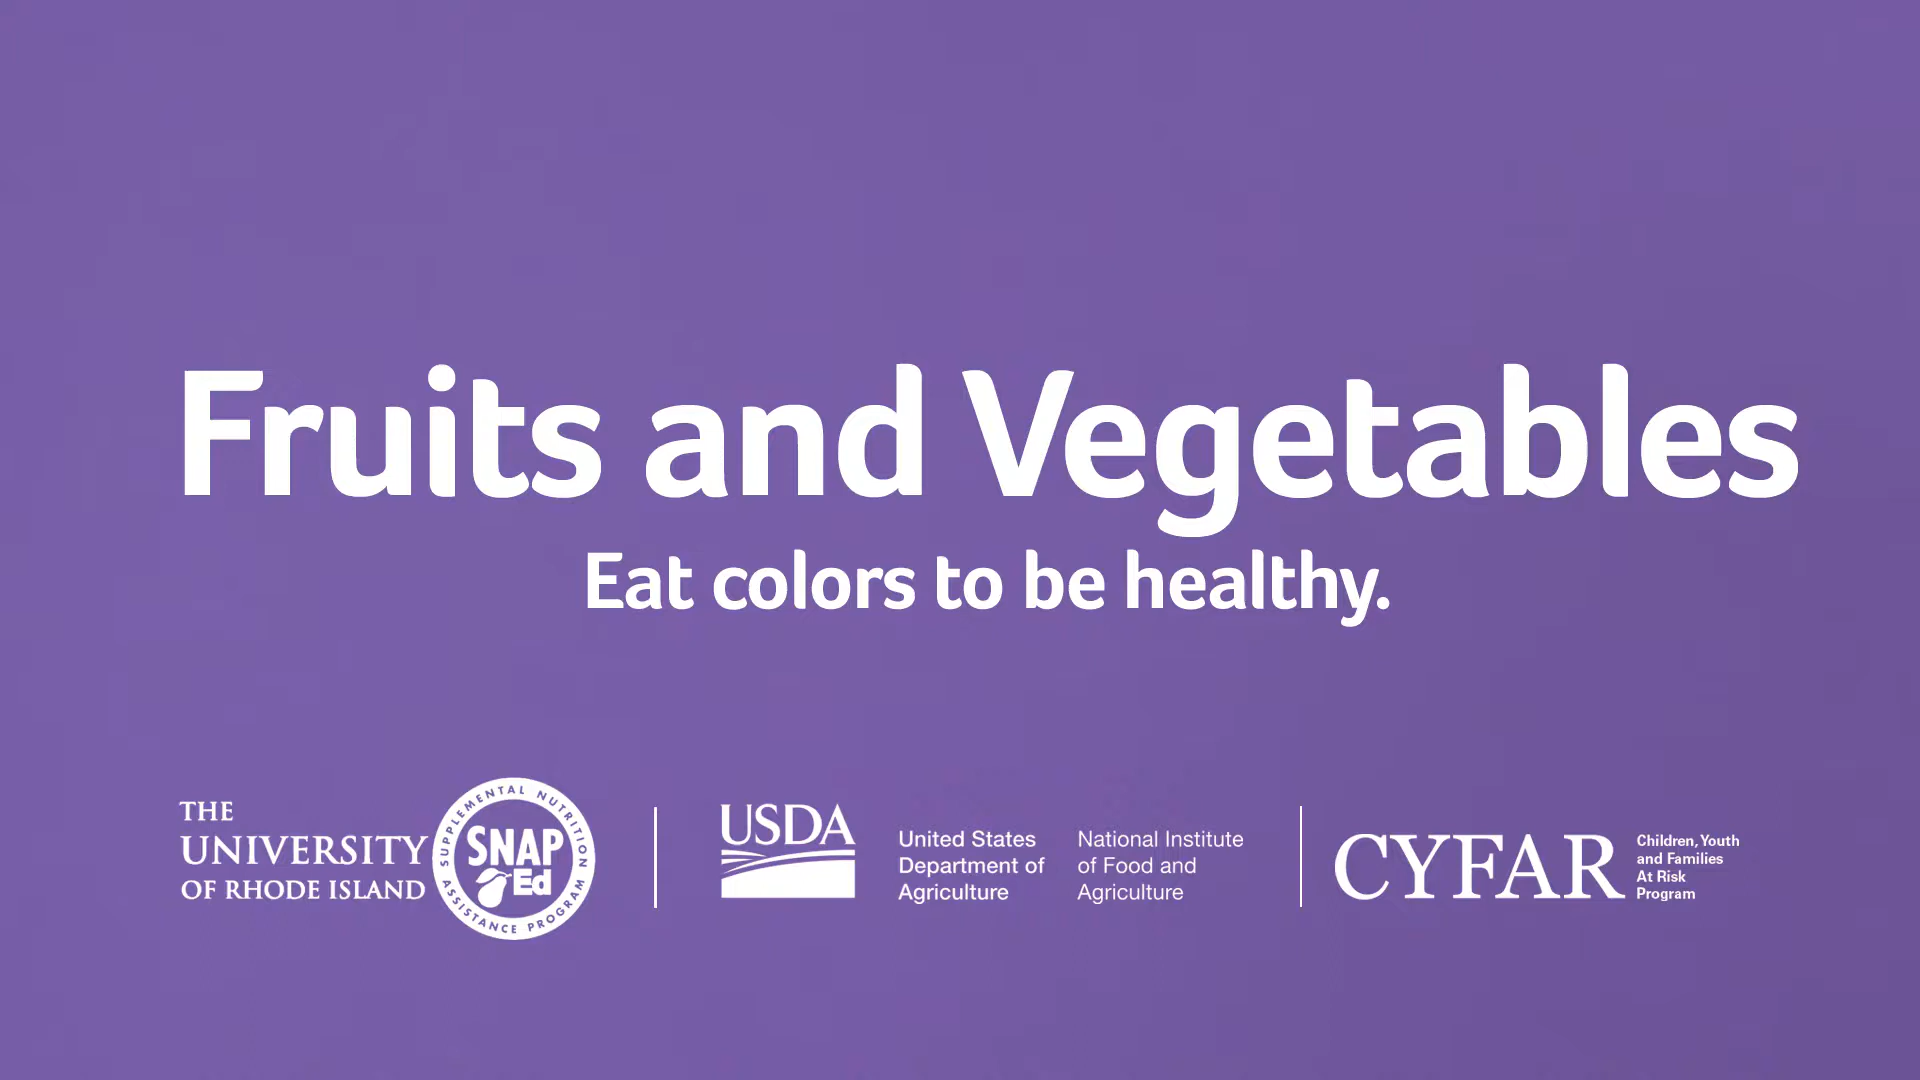 Fruits and Vegetables
Eat colors to be healthy.
THE
UNIVERSITY
OF RHODE ISLAND
SUPPLEMENTAL NUTRITION
ASSISTANCE PROGRAM
SNAP
Ed
USDA
United States
Department of
Agriculture
National Institute
of Food and
Agriculture
CYFAR
Children, Youth
and Families
At Risk
Program